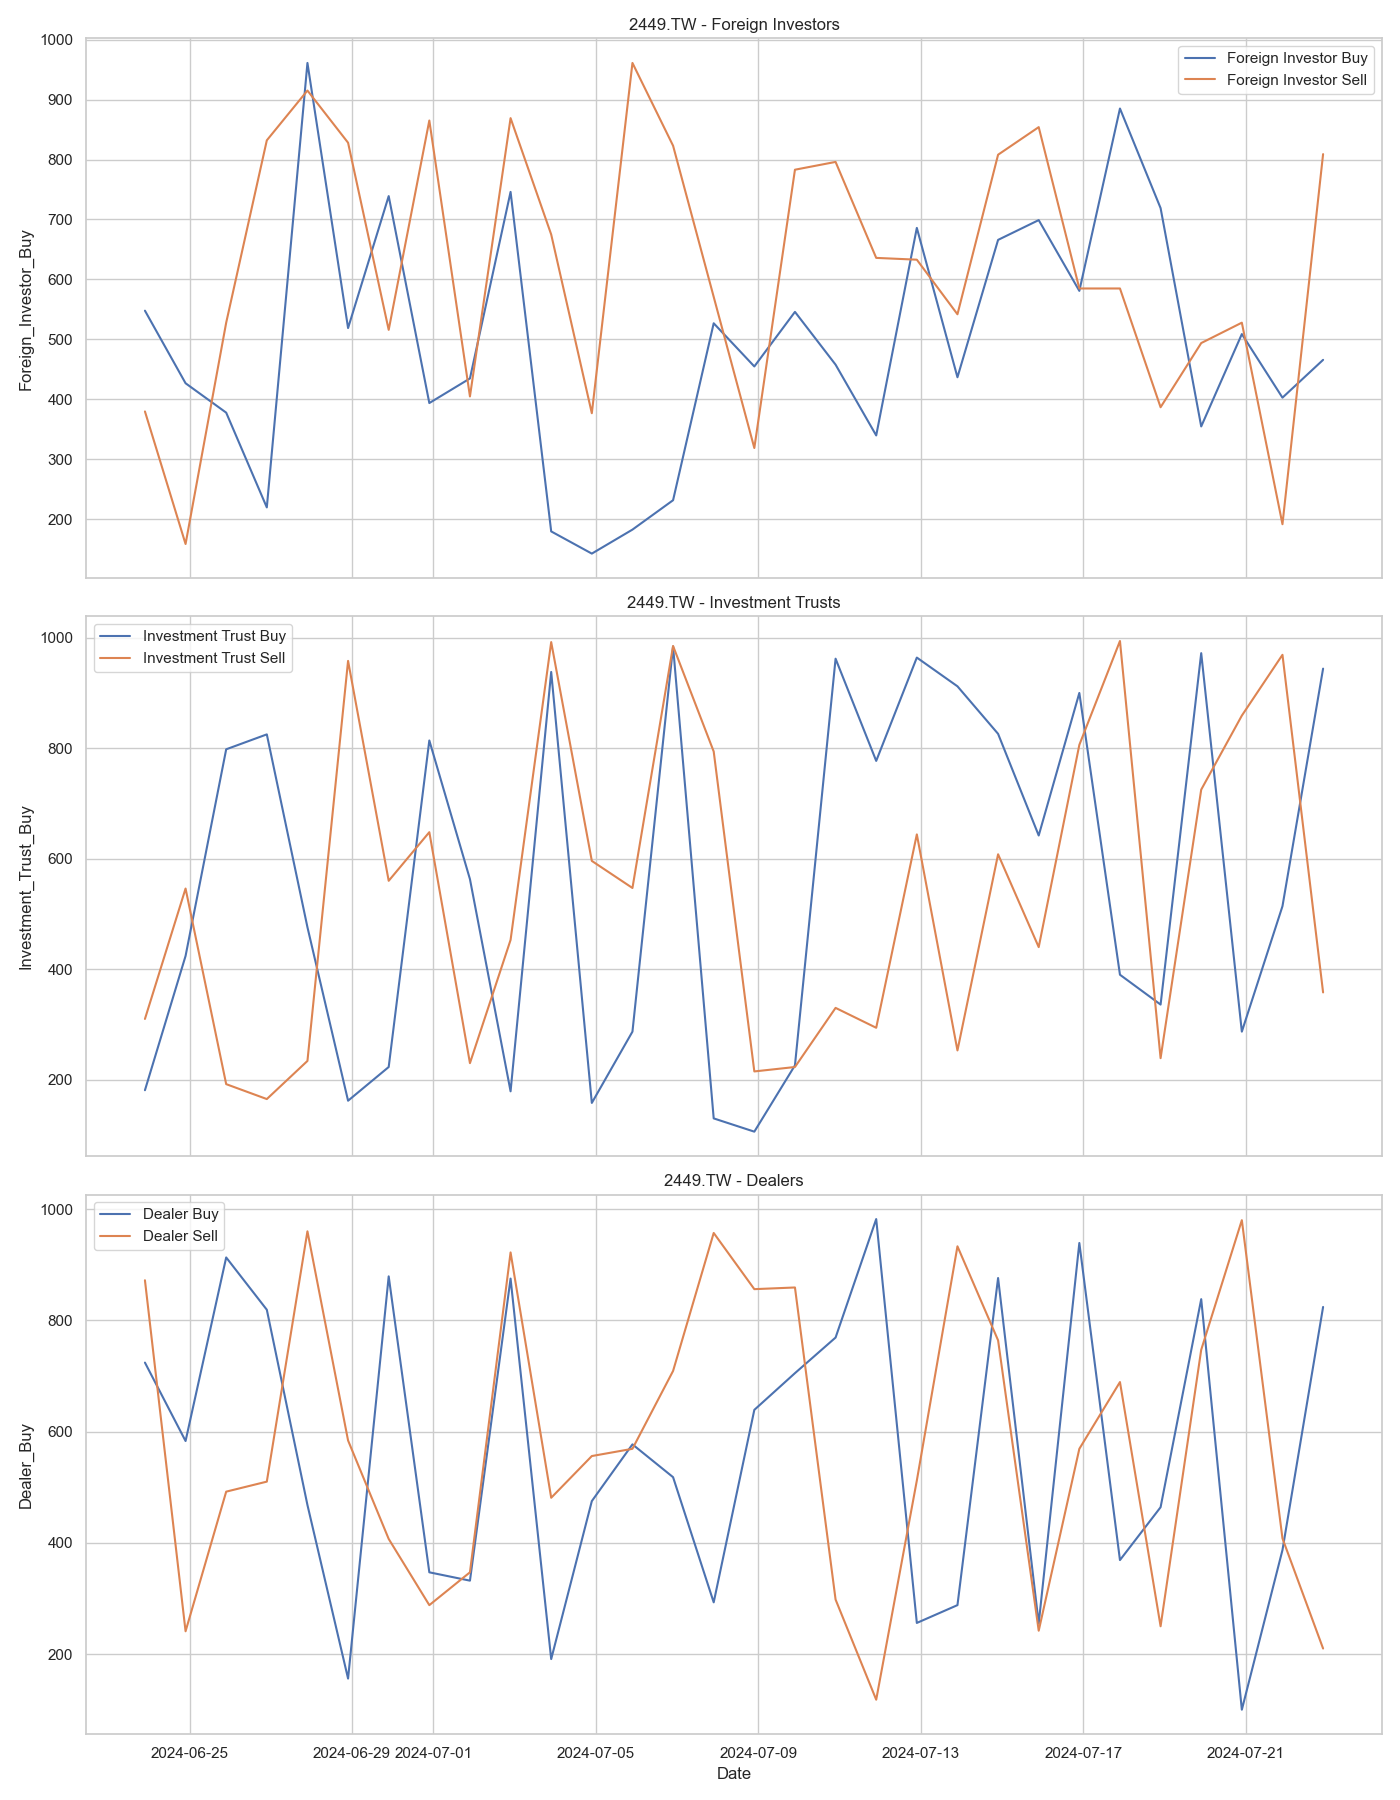 2449.TW - Foreign Investors
Foreign_Investor_Buy
1000
900
800
700
600
500
400
300
200
Foreign Investor Buy
Foreign Investor Sell
2449.TW - Investment Trusts
Investment_Trust_Buy
1000
800
600
400
200
Investment Trust Buy
Investment Trust Sell
2449.TW - Dealers
Dealer_Buy
1000
800
600
400
200
Dealer Buy
Dealer Sell
2024-06-25 2024-06-29 2024-07-01 2024-07-05 2024-07-09 2024-07-13 2024-07-17 2024-07-21
Date